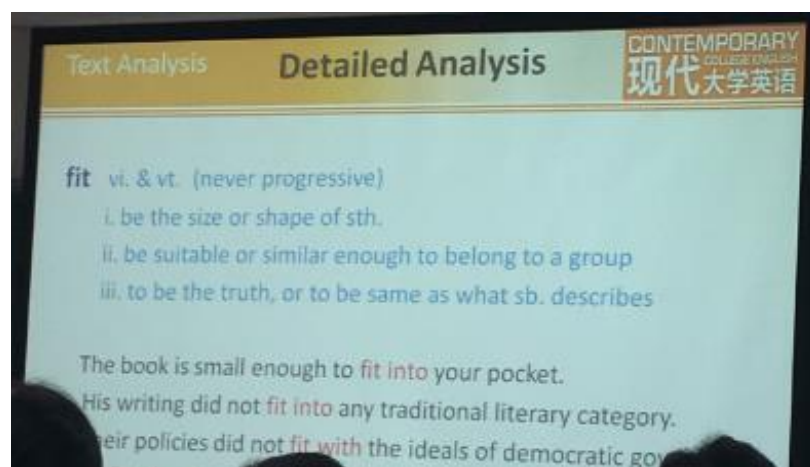 Text Analysis
Detailed Analysis
CONTEMPORARY
COLLEGE ENGLISH
现代大学英语
fit vi. & vt. (never progressive)
i. be the size or shape of sth.
ii. be suitable or similar enough to belong to a group
iii. to be the truth, or to be same as what sb. describes
The book is small enough to fit into your pocket.
His writing did not fit into any traditional literary category.
policies did not fit with the ideals of democratic